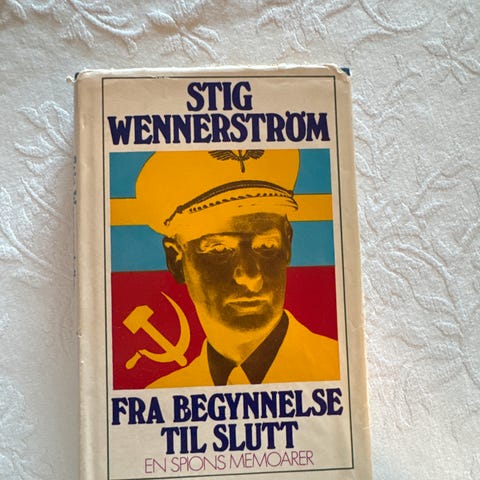 STIG
WENNERSTRÖM
FRA BEGYNNELSE
TIL SLUTT
EN SPIONS MEMOARER